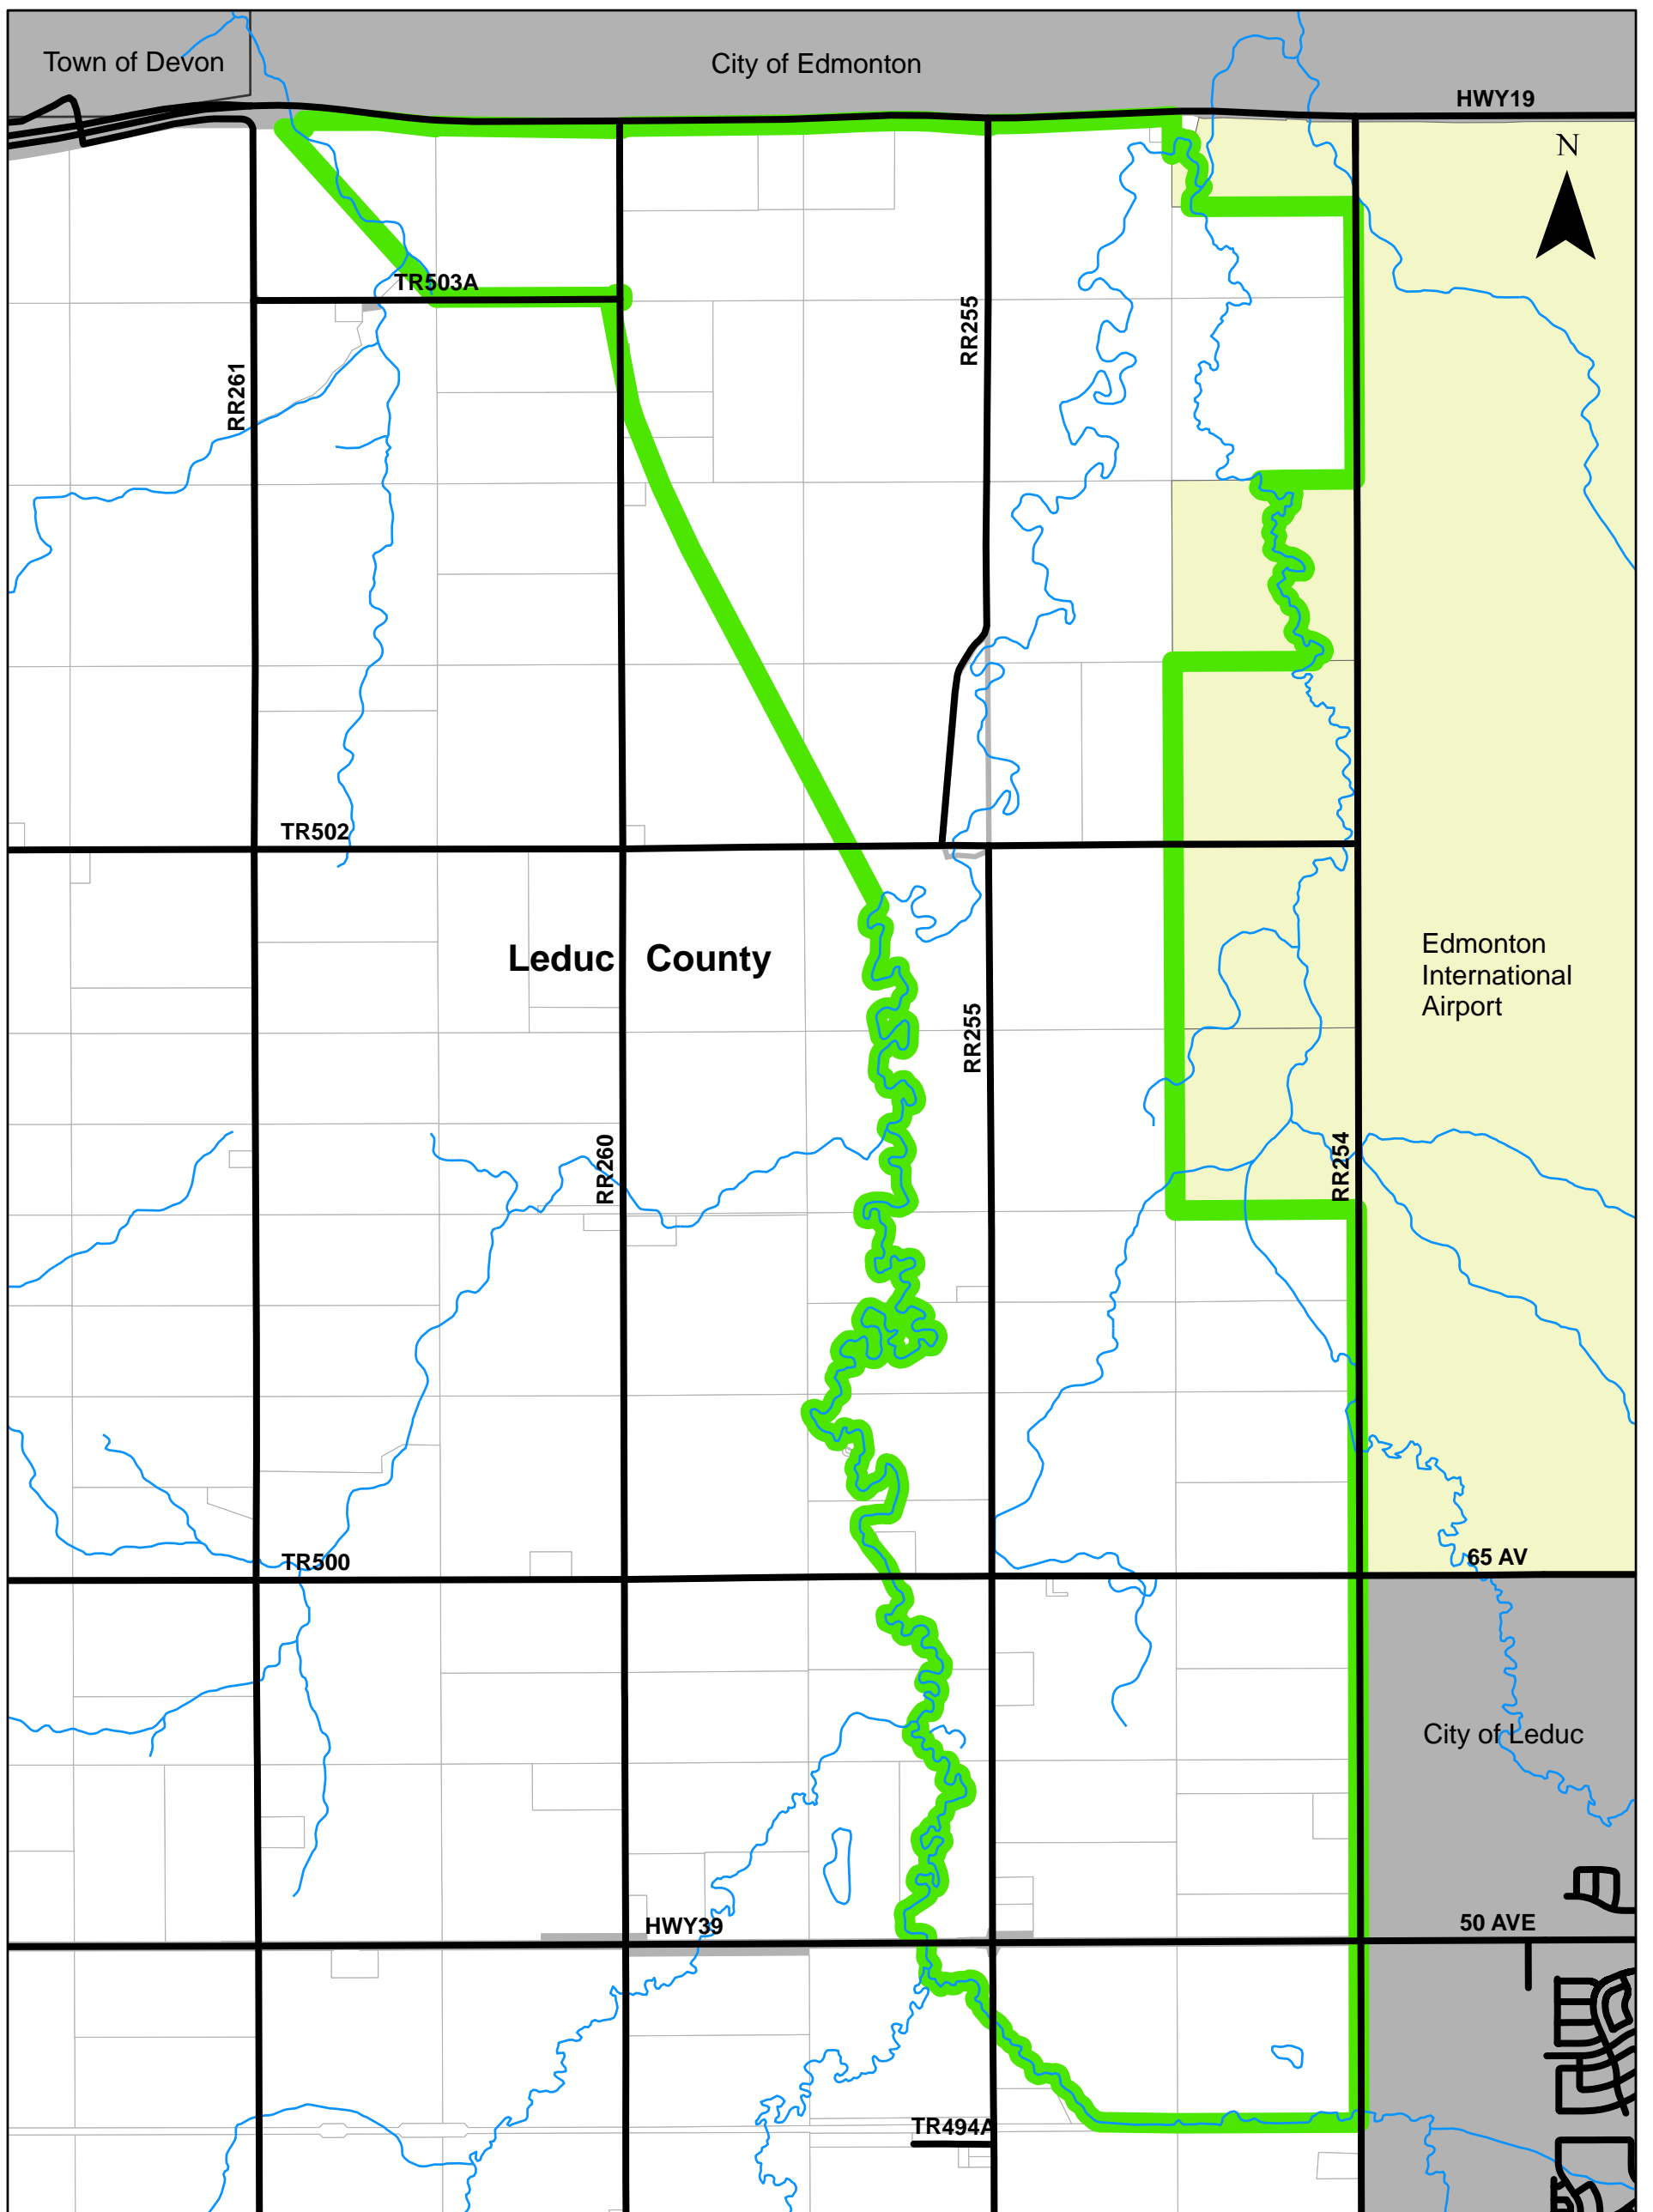 Town of Devon
City of Edmonton
HWY19
N
TR503A
RR255
RR261
TR502
Leduc County
Edmonton
International
Airport
RR255
RR260
RR254
TR500
65 AV
City of Leduc
HWY39
50 AVE
TR494A